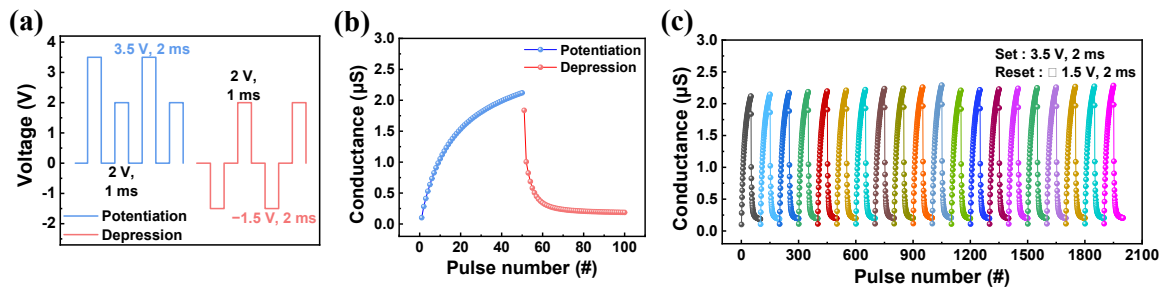 (a)
Voltage (V)
4
3
2
1
0
-1
-2
3.5 V, 2 ms
2 V,
1 ms
2 V,
1 ms
−1.5 V, 2 ms
Potentiation
Depression
(b)
Conductance (μS)
3.0
2.5
2.0
1.5
1.0
0.5
0.0
Potentiation
Depression
0 20 40 60 80 100
Pulse number (#)
(c)
Conductance (μS)
3.0
2.5
2.0
1.5
1.0
0.5
0.0
Set : 3.5 V, 2 ms
Reset : □ 1.5 V, 2 ms
0 300 600 900 1200 1500 1800 2100
Pulse number (#)